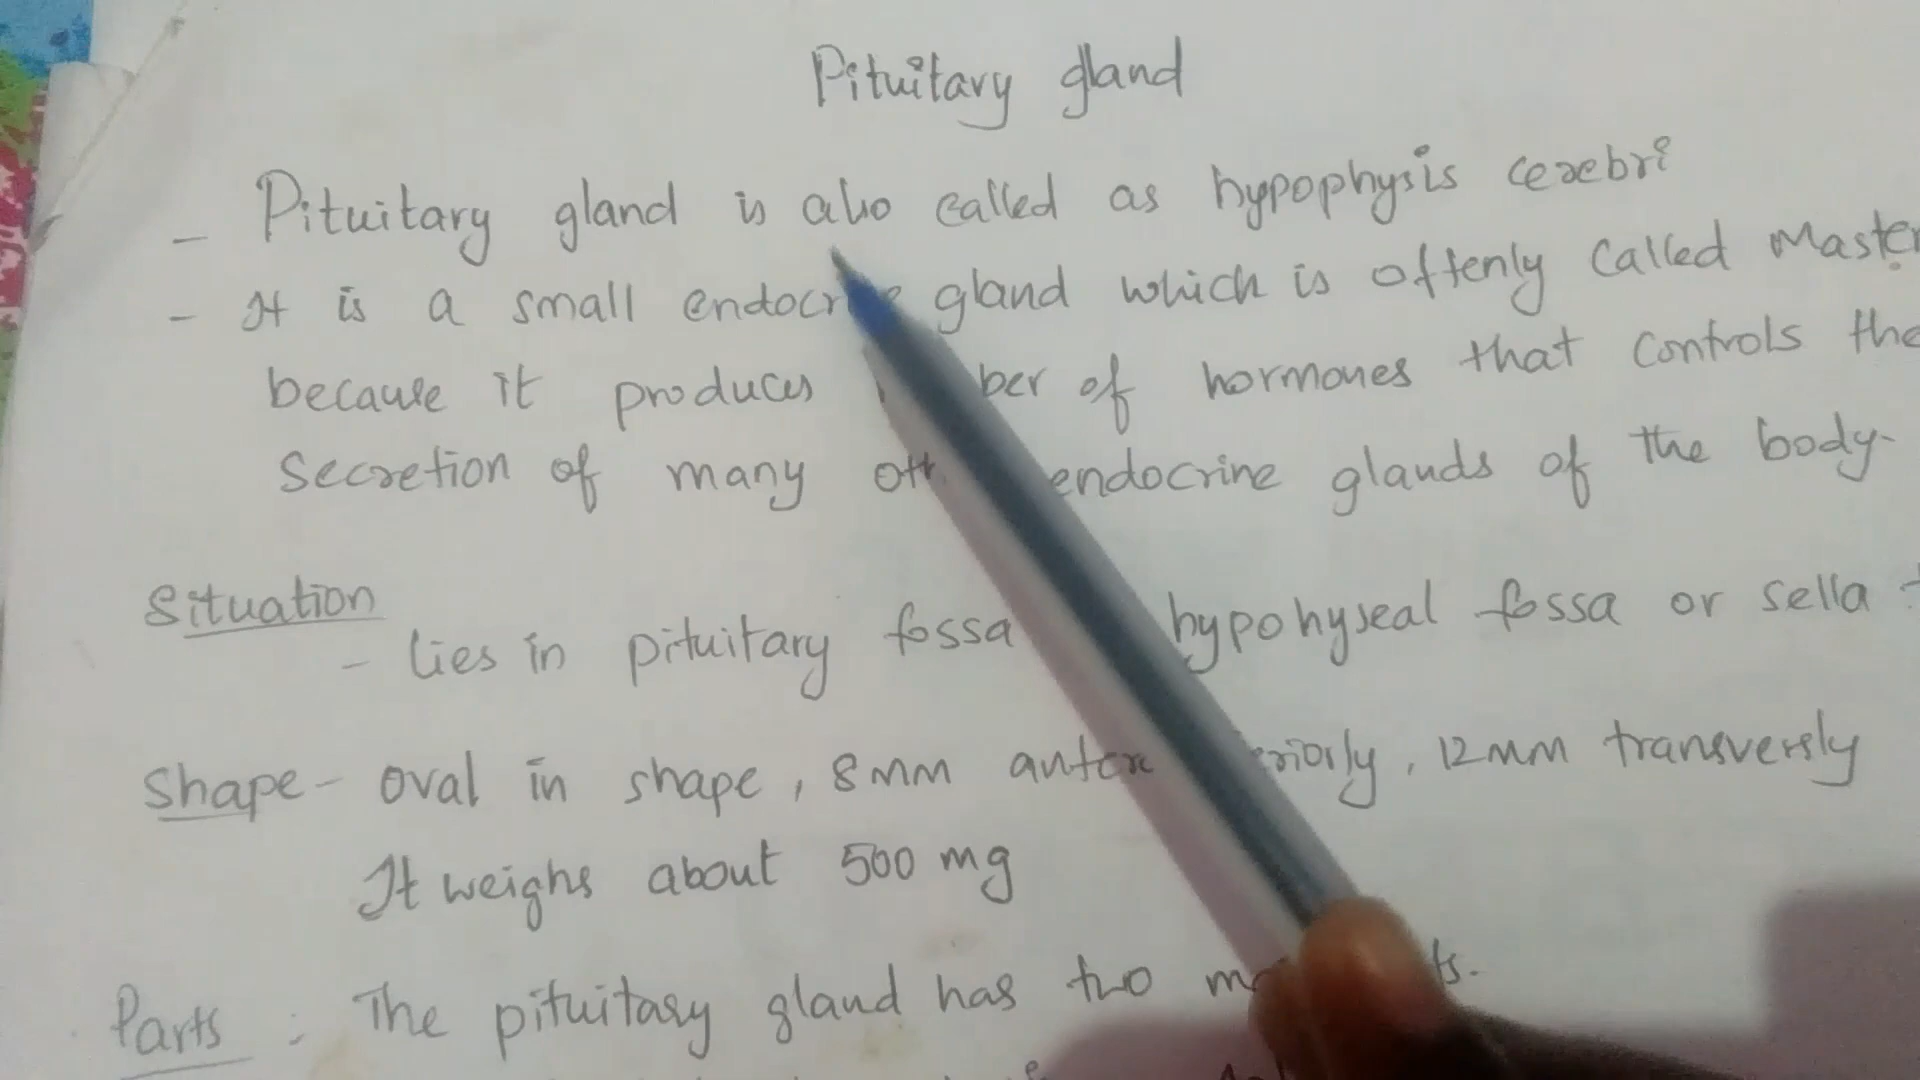 Pituitary gland
- Pituitary gland is also called as hypophysis cerebri
- It is a small endocrine gland which is oftenly called Master
because it produces ber of hormones that controls the
Secretion of many oth endocrine glands of the body.
Situation
- lies in pituitary fossa hypohyseal fossa or sella
Shape - oval in shape, 8mm antero eriorly, 12mm transversly
It weighs about 500 mg
Parts : The pituitary gland has two ts.